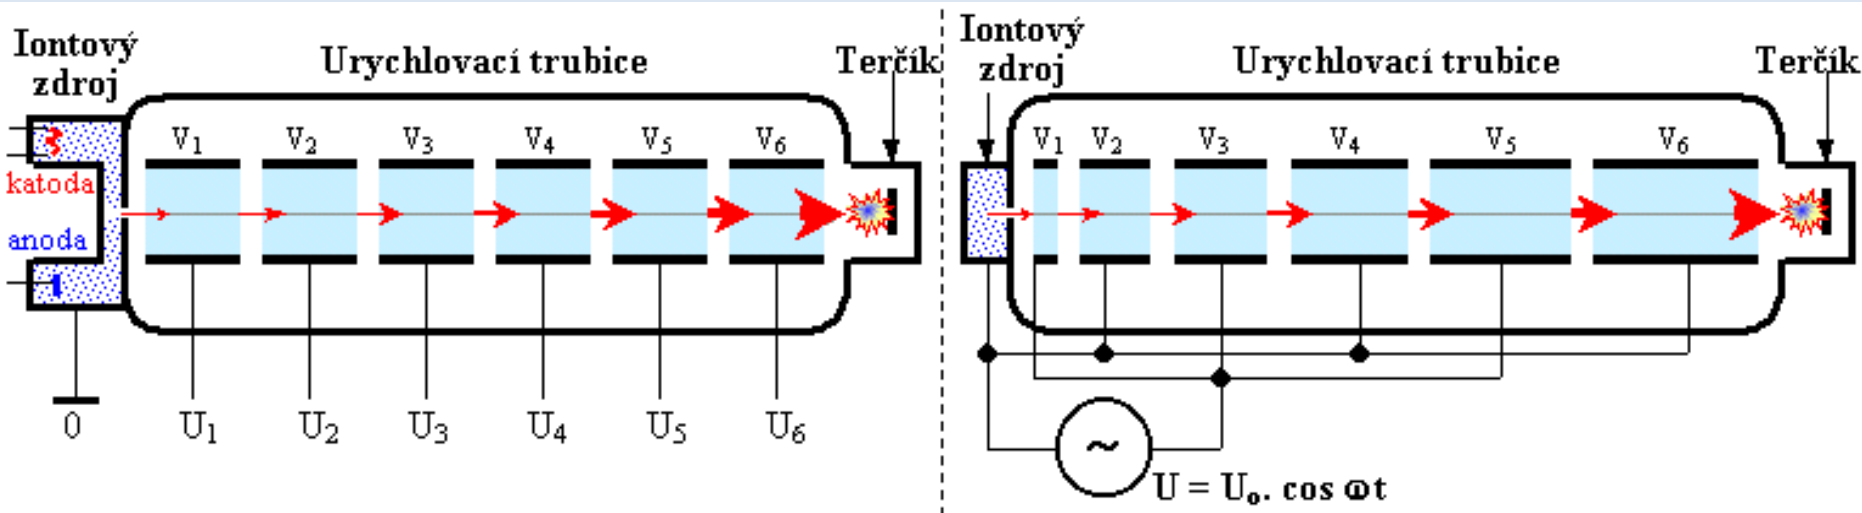 Iontový
zdroj
Urychlovací trubice
Terčík
V₁ V₂ V₃ V₄ V₅ V₆
katoda
anoda
0 U₁ U₂ U₃ U₄ U₅ U₆
Iontový
zdroj
Urychlovací trubice
Terčík
V₁ V₂ V₃ V₄ V₅ V₆
~
U = Uₒ. cos ωt